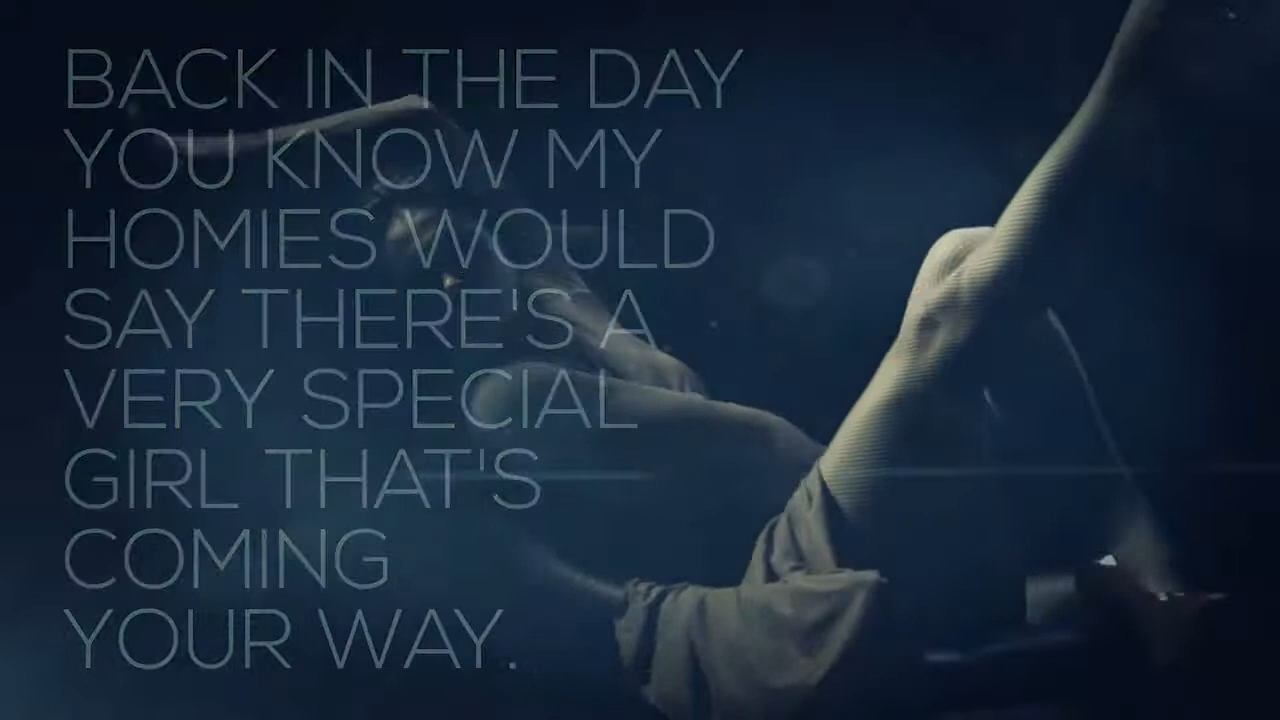 BACK IN THE DAY
YOU KNOW MY
HOMIES WOULD
SAY THERE'S A
VERY SPECIAL
GIRL THAT'S
COMING
YOUR WAY.